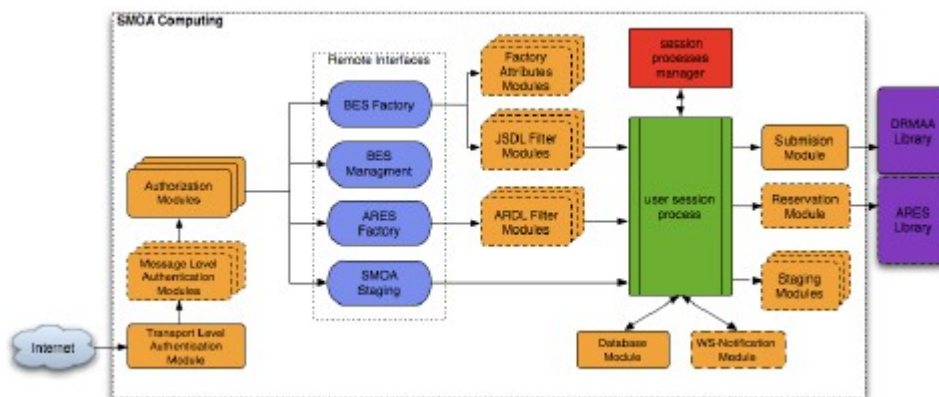 SMOA Computing
Remote Interfaces
BES Factory
BES
Managment
ARES
Factory
SMOA
Staging
Factory
Attributes
Modules
JSDL Filter
Modules
ARDL Filter
Modules
session
processes
manager
user session
process
Submision
Module
Reservation
Module
Staging
Modules
DRMAA
Library
ARES
Library
Authorization
Modules
Message Level
Authentication
Modules
Transport Level
Authentication
Module
Internet
Database
Module
WS-Notification
Module